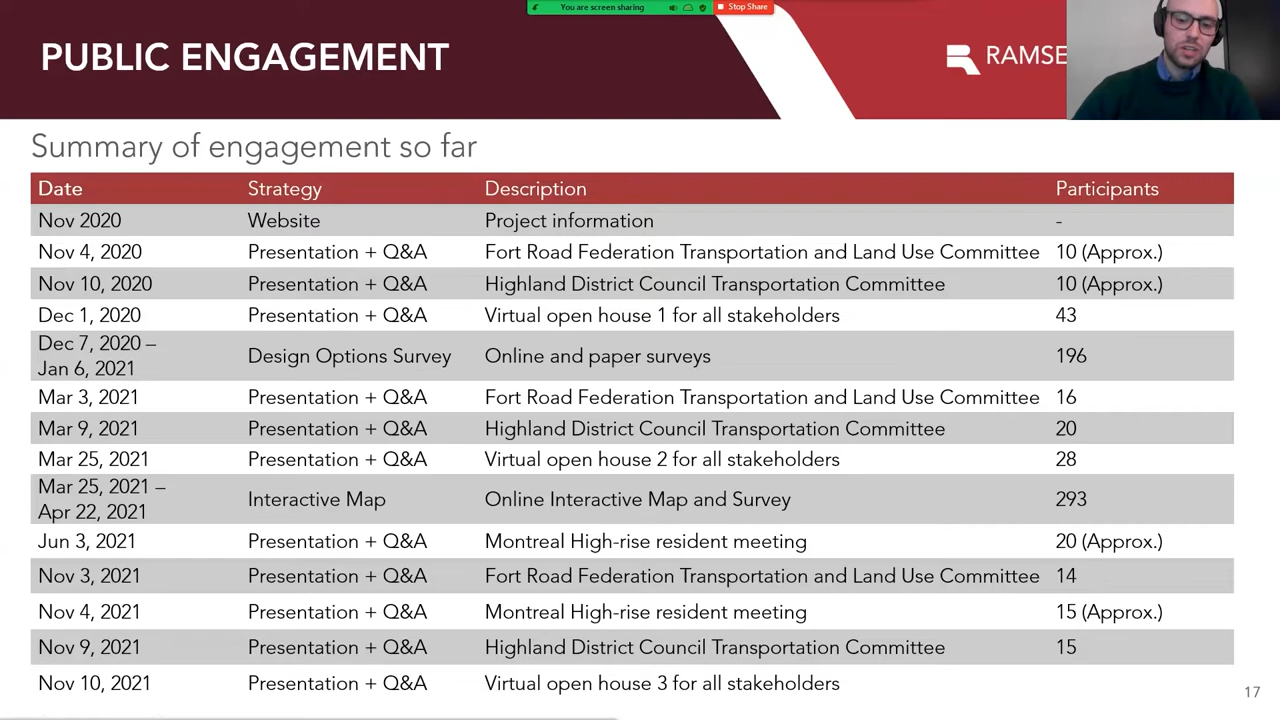 You are screen sharing Stop Share
PUBLIC ENGAGEMENT
Summary of engagement so far
Date Strategy Description Participants
Nov 2020 Website Project information -
Nov 4, 2020 Presentation + Q&A Fort Road Federation Transportation and Land Use Committee 10 (Approx.)
Nov 10, 2020 Presentation + Q&A Highland District Council Transportation Committee 10 (Approx.)
Dec 1, 2020 Presentation + Q&A Virtual open house 1 for all stakeholders 43
Dec 7, 2020 –
Jan 6, 2021 Design Options Survey Online and paper surveys 196
Mar 3, 2021 Presentation + Q&A Fort Road Federation Transportation and Land Use Committee 16
Mar 9, 2021 Presentation + Q&A Highland District Council Transportation Committee 20
Mar 25, 2021 Presentation + Q&A Virtual open house 2 for all stakeholders 28
Mar 25, 2021 –
Apr 22, 2021 Interactive Map Online Interactive Map and Survey 293
Jun 3, 2021 Presentation + Q&A Montreal High-rise resident meeting 20 (Approx.)
Nov 3, 2021 Presentation + Q&A Fort Road Federation Transportation and Land Use Committee 14
Nov 4, 2021 Presentation + Q&A Montreal High-rise resident meeting 15 (Approx.)
Nov 9, 2021 Presentation + Q&A Highland District Council Transportation Committee 15
Nov 10, 2021 Presentation + Q&A Virtual open house 3 for all stakeholders
17